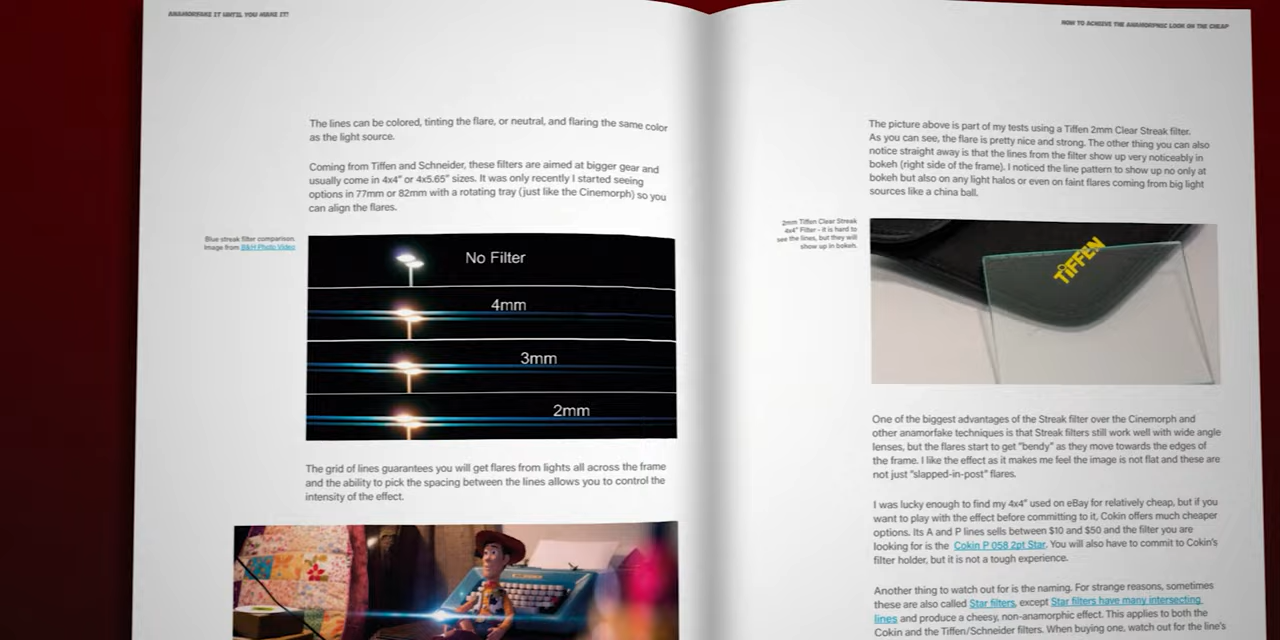 ANAMORFAKE IT UNTIL YOU MAKE IT!
The lines can be colored, tinting the flare, or neutral, and flaring the same color
as the light source.
Coming from Tiffen and Schneider, these filters are aimed at bigger gear and
usually come in 4x4" or 4x5.65" sizes. It was only recently I started seeing
options in 77mm or 82mm with a rotating tray (just like the Cinemorph) so you
can align the flares.
Blue streak filter comparison.
Image from B&H Photo Video
No Filter
4mm
3mm
2mm
The grid of lines guarantees you will get flares from lights all across the frame
and the ability to pick the spacing between the lines allows you to control the
intensity of the effect.
HOW TO ACHIEVE THE ANAMORPHIC LOOK ON THE CHEAP
The picture above is part of my tests using a Tiffen 2mm Clear Streak filter.
As you can see, the flare is pretty nice and strong. The other thing you can also
notice straight away is that the lines from the filter show up very noticeably in
bokeh (right side of the frame). I noticed the line pattern to show up no only at
bokeh but also on any light halos or even on faint flares coming from big light
sources like a china ball.
2mm Tiffen Clear Streak
4x4" Filter - it is hard to
see the lines, but they will
show up in bokeh.
TIFFEN
One of the biggest advantages of the Streak filter over the Cinemorph and
other anamorfake techniques is that Streak filters still work well with wide angle
lenses, but the flares start to get "bendy" as they move towards the edges of
the frame. I like the effect as it makes me feel the image is not flat and these are
not just "slapped-in-post" flares.
I was lucky enough to find my 4x4" used on eBay for relatively cheap, but if you
want to play with the effect before committing to it, Cokin offers much cheaper
options. Its A and P lines sells between $10 and $50 and the filter you are
looking for is the Cokin P 058 2pt Star. You will also have to commit to Cokin's
filter holder, but it is not a tough experience.
Another thing to watch out for is the naming. For strange reasons, sometimes
these are also called Star filters, except Star filters have many intersecting
lines and produce a cheesy, non-anamorphic effect. This applies to both the
Cokin and the Tiffen/Schneider filters. When buying one, watch out for the line's